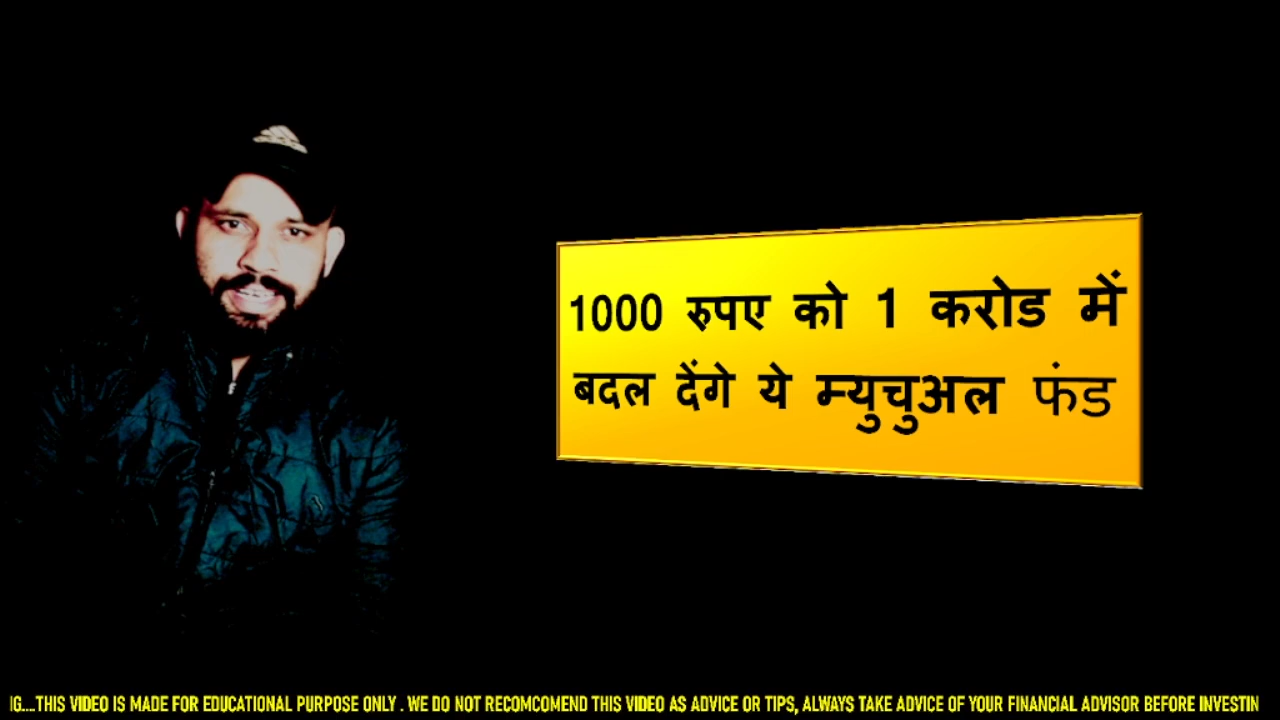 1000 रुपए को 1 करोड में
बदल देंगे ये म्युचुअल फंड
IG....THIS VIDEO IS MADE FOR EDUCATIONAL PURPOSE ONLY . WE DO NOT RECOMCOMEND THIS VIDEO AS ADVICE OR TIPS, ALWAYS TAKE ADVICE OF YOUR FINANCIAL ADVISOR BEFORE INVESTIN